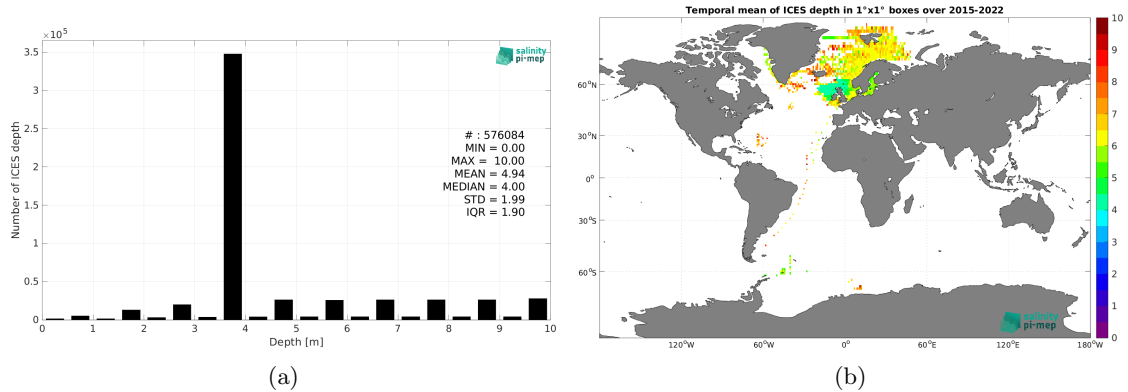 ×10⁵
3.5
3
2.5
2
1.5
1
0.5
0
Number of ICES depth
salinity
pi-mep
# : 576084
MIN = 0.00
MAX = 10.00
MEAN = 4.94
MEDIAN = 4.00
STD = 1.99
IQR = 1.90
0 1 2 3 4 5 6 7 8 9 10
Depth [m]
(a)
Temporal mean of ICES depth in 1°x1° boxes over 2015-2022
60°N
30°N
0°
30°S
60°S
120°W 60°W 0° 60°E 120°E 180°W
salinity
pi-mep
10
9
8
7
6
5
4
3
2
1
0
(b)